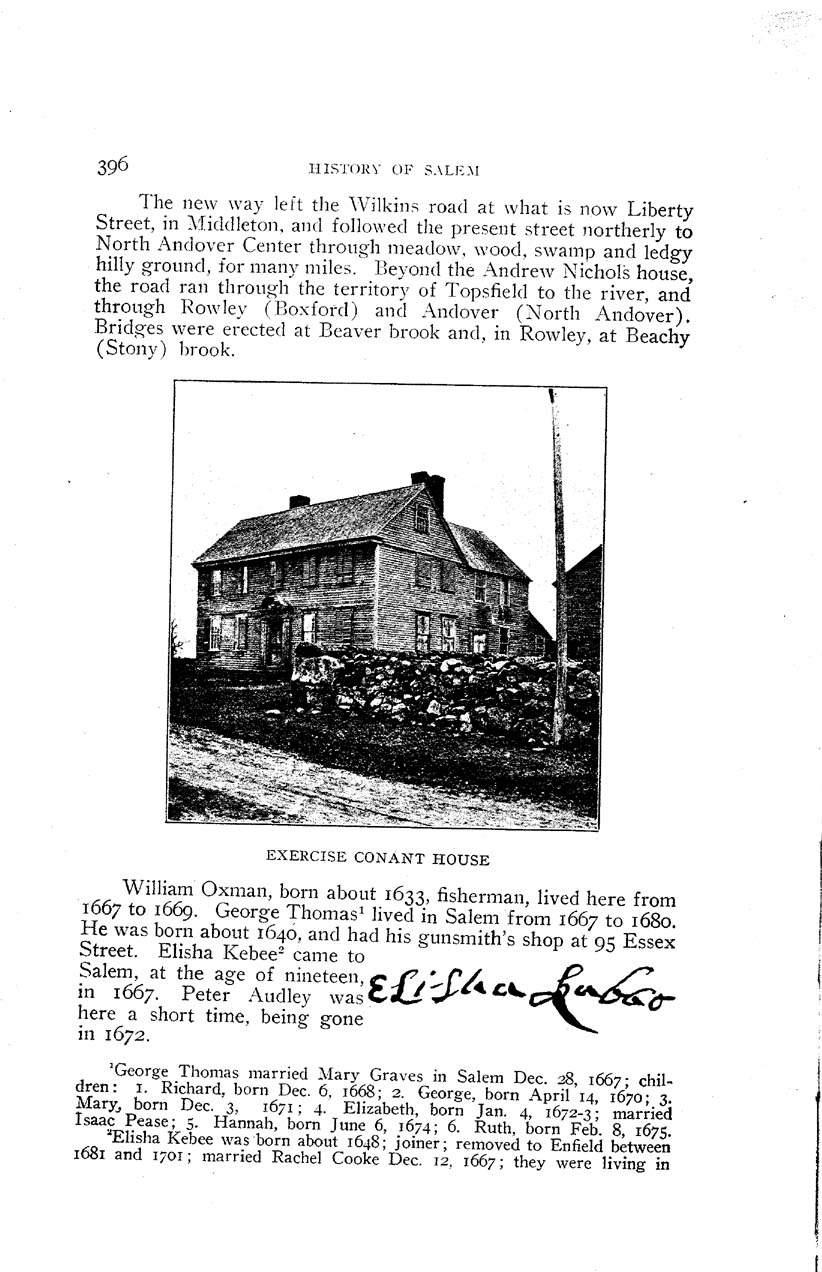 396
HISTORY OF SALEM
The new way left the Wilkins road at what is now Liberty
Street, in Middleton, and followed the present street northerly to
North Andover Center through meadow, wood, swamp and ledgy
hilly ground, for many miles. Beyond the Andrew Nichols house,
the road ran through the territory of Topsfield to the river, and
through Rowley (Boxford) and Andover (North Andover).
Bridges were erected at Beaver brook and, in Rowley, at Beachy
(Stony) brook.
EXERCISE CONANT HOUSE
William Oxman, born about 1633, fisherman, lived here from
1667 to 1669. George Thomas¹ lived in Salem from 1667 to 1680.
He was born about 1640, and had his gunsmith's shop at 95 Essex
Street. Elisha Kebee² came to
Salem, at the age of nineteen,
in 1667. Peter Audley was
here a short time, being gone
in 1672.
Elisha
¹George Thomas married Mary Graves in Salem Dec. 28, 1667; chil-
dren: 1. Richard, born Dec. 6, 1668; 2. George, born April 14, 1670; 3.
Mary, born Dec. 3, 1671; 4. Elizabeth, born Jan. 4, 1672-3; married
Isaac Pease; 5. Hannah, born June 6, 1674; 6. Ruth, born Feb. 8, 1675.
²Elisha Kebee was born about 1648; joiner; removed to Enfield between
1681 and 1701; married Rachel Cooke Dec. 12, 1667; they were living in